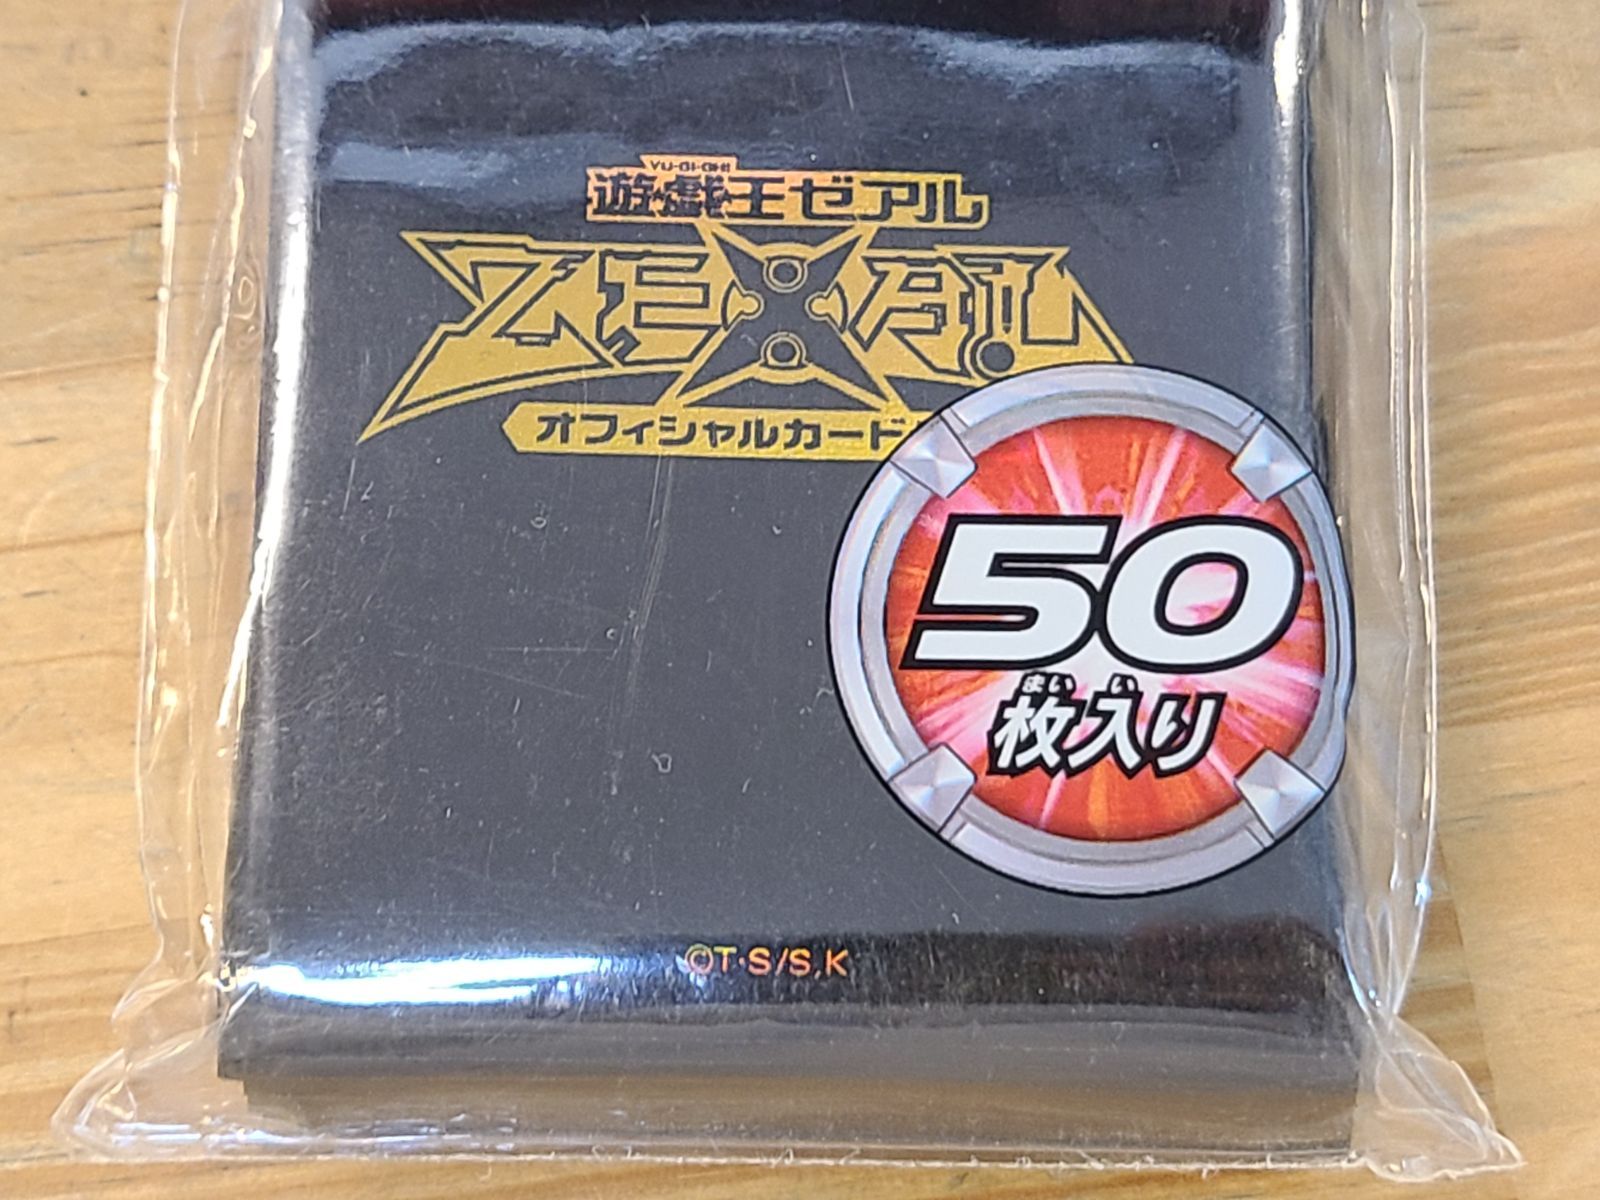 YU-GI-OH!
遊戯王ゼアル
ZEXAL
オフィシャルカード
50
まい い
枚入り
©T·S/S.K